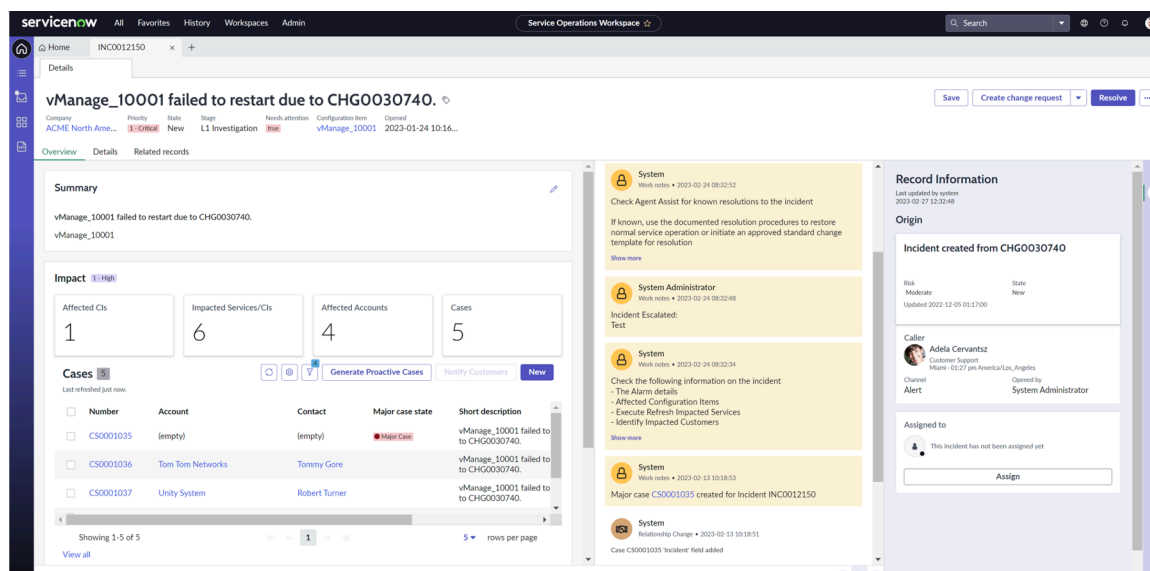 servicenow All Favorites History Workspaces Admin Service Operations Workspace Search
Home INC0012150 × +
Details
vManage_10001 failed to restart due to CHG0030740.
Save Create change request Resolve
Company Priority State Stage Needs attention Configuration item Opened
ACME North Ame... 1 - Critical New L1 Investigation true vManage_10001 2023-01-24 10:16...
Overview Details Related records
Summary
vManage_10001 failed to restart due to CHG0030740.
vManage_10001
Impact 1 - High
Affected CIs Impacted Services/CIs Affected Accounts Cases
1 6 4 5
Cases 5
Last refreshed just now.
4 Generate Proactive Cases Notify Customers New
Number Account Contact Major case state Short description
CS0001035 (empty) (empty) Major Case vManage_10001 failed to
to CHG0030740.
CS0001036 Tom Tom Networks Tommy Gore vManage_10001 failed to
to CHG0030740.
CS0001037 Unity System Robert Turner vManage_10001 failed to
to CHG0030740.
Showing 1-5 of 5 1 5 rows per page
View all
System
Work notes • 2023-02-24 08:32:52
Check Agent Assist for known resolutions to the incident
If known, use the documented resolution procedures to restore
normal service operation or initiate an approved standard change
template for resolution
Show more
System Administrator
Work notes • 2023-02-24 08:32:48
Incident Escalated:
Test
System
Work notes • 2023-02-24 08:32:34
Check the following information on the incident
- The Alarm details
- Affected Configuration Items
- Execute Refresh Impacted Services
- Identify Impacted Customers
Show more
System
Work notes • 2023-02-13 10:18:53
Major case CS0001035 created for Incident INC0012150
System
Relationship Change • 2023-02-13 10:18:51
Case CS0001035 'Incident' field added
Record Information
Last updated by system
2023-02-27 12:32:48
Origin
Incident created from CHG0030740
Risk State
Moderate New
Updated 2022-12-05 01:17:00
Caller
Adela Cervantsz
Customer Support
Miami - 01:27 pm America/Los_Angeles
Channel Opened by
Alert System Administrator
Assigned to
This Incident has not been assigned yet
Assign